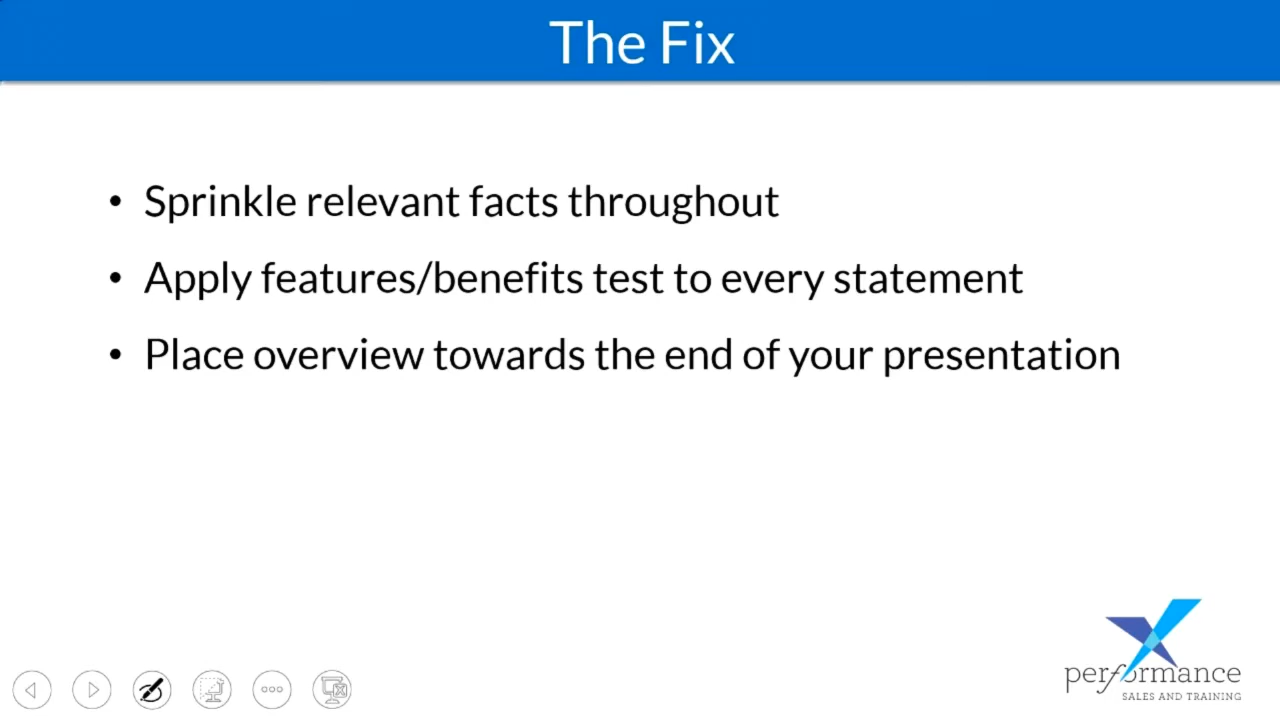 The Fix
• Sprinkle relevant facts throughout
• Apply features/benefits test to every statement
• Place overview towards the end of your presentation
performance
SALES AND TRAINING